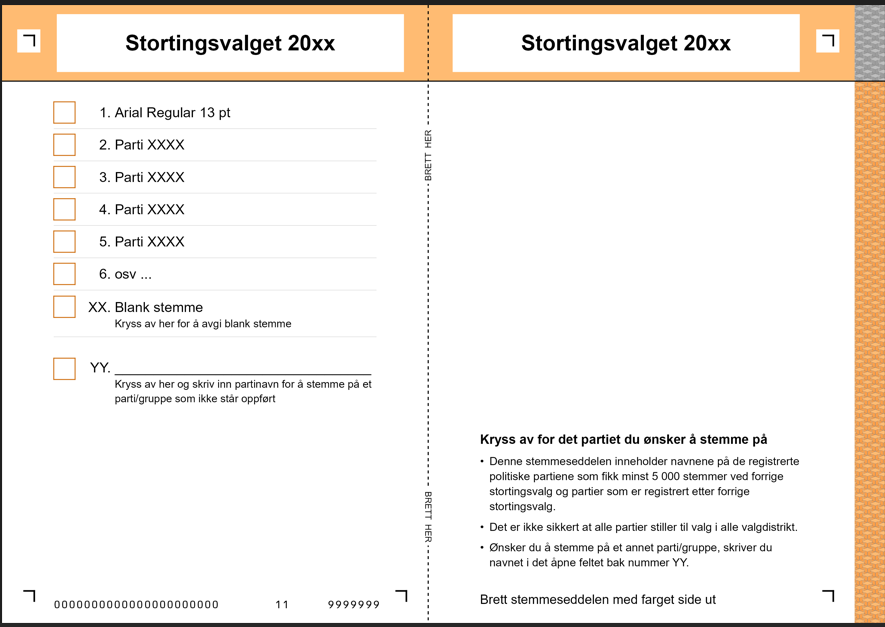 Stortingsvalget 20xx
1. Arial Regular 13 pt
2. Parti XXXX
3. Parti XXXX
4. Parti XXXX
5. Parti XXXX
6. osv ...
XX. Blank stemme
Kryss av her for å avgi blank stemme
YY. ____________________
Kryss av her og skriv inn partinavn for å stemme på et
parti/gruppe som ikke står oppført
0000000000000000000000 11 9999999
BRETT HER
BRETT HER
Stortingsvalget 20xx
Kryss av for det partiet du ønsker å stemme på
• Denne stemmeseddelen inneholder navnene på de registrerte
politiske partiene som fikk minst 5 000 stemmer ved forrige
stortingsvalg og partier som er registrert etter forrige
stortingsvalg.
• Det er ikke sikkert at alle partier stiller til valg i alle valgdistrikt.
• Ønsker du å stemme på et annet parti/gruppe, skriver du
navnet i det åpne feltet bak nummer YY.
Brett stemmeseddelen med farget side ut